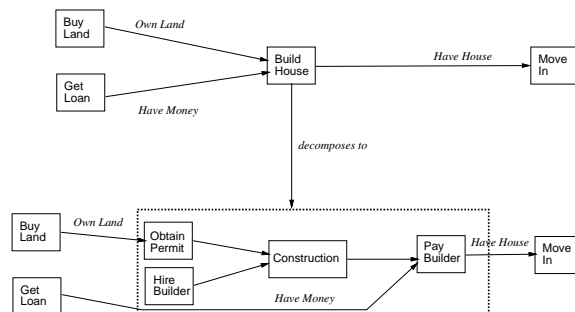 Buy
Land
Own Land
Get
Loan
Have Money
Build
House
Have House
Move
In
decomposes to
Buy
Land
Own Land
Obtain
Permit
Hire
Builder
Construction
Pay
Builder
Have House
Move
In
Get
Loan
Have Money